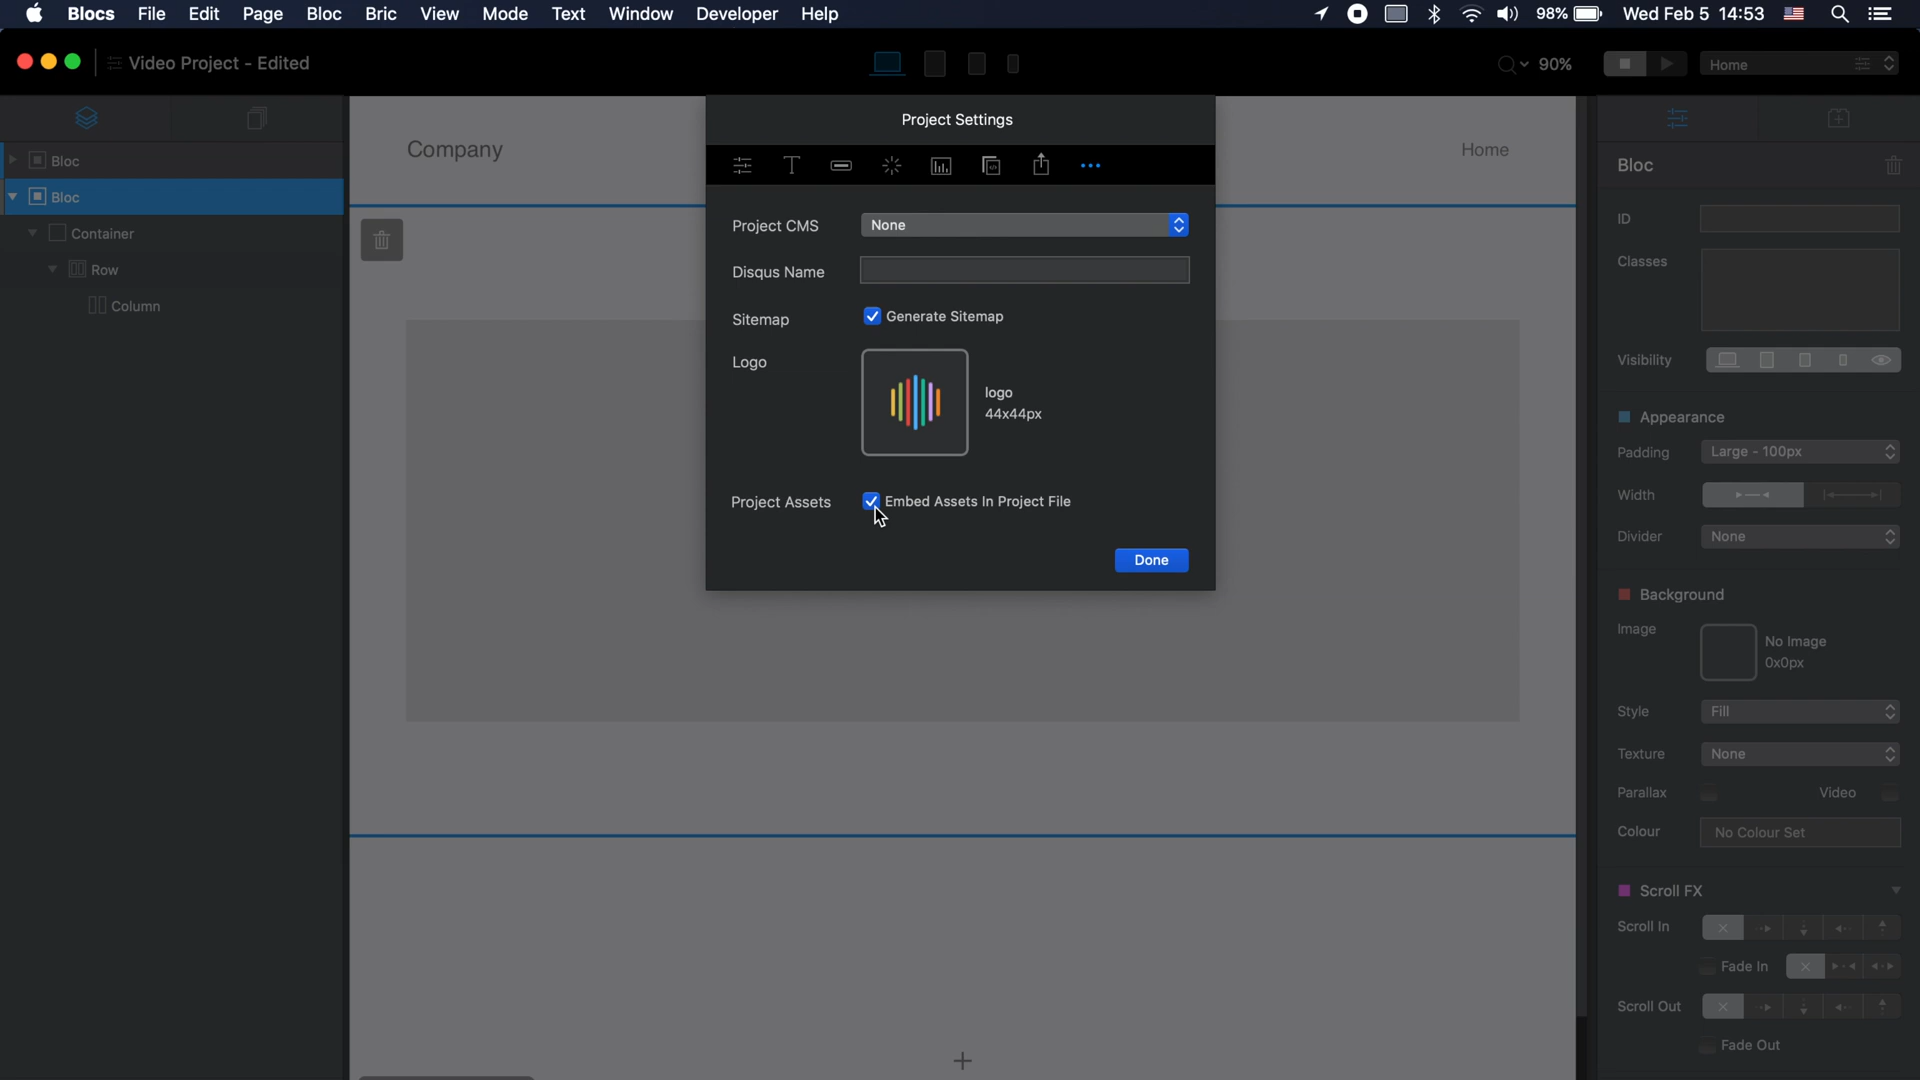 Blocs File Edit Page Bloc Bric View Mode Text Window Developer Help 98% Wed Feb 5 14:53
Video Project - Edited 90% Home
Project Settings
Bloc
Bloc
Container
Row
Column
Company Home
Project CMS None
Disqus Name
Sitemap Generate Sitemap
Logo
logo
44x44px
Project Assets Embed Assets In Project File
Done
Bloc
ID
Classes
Visibility
Appearance
Padding Large - 100px
Width
Divider None
Background
Image
No Image
0x0px
Style Fill
Texture None
Parallax Video
Colour No Colour Set
Scroll FX
Scroll In
Fade In
Scroll Out
Fade Out